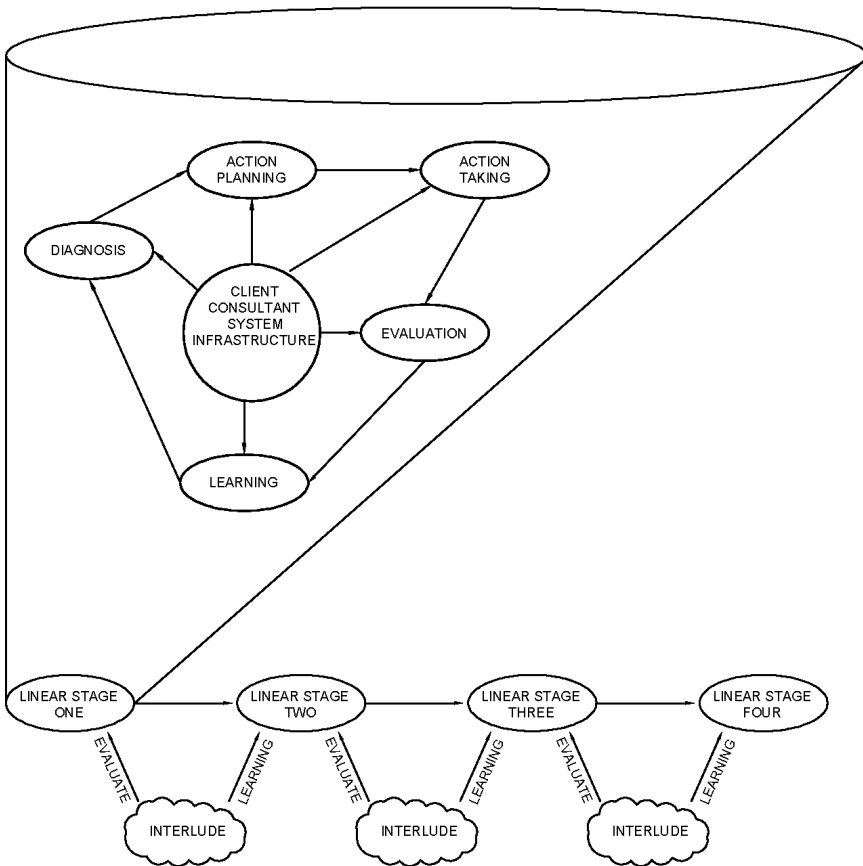 ACTION
PLANNING
ACTION
TAKING
DIAGNOSIS
CLIENT
CONSULTANT
SYSTEM
INFRASTRUCTURE
EVALUATION
LEARNING
LINEAR STAGE
ONE
LINEAR STAGE
TWO
LINEAR STAGE
THREE
LINEAR STAGE
FOUR
EVALUATE
LEARNING
EVALUATE
LEARNING
EVALUATE
LEARNING
INTERLUDE
INTERLUDE
INTERLUDE